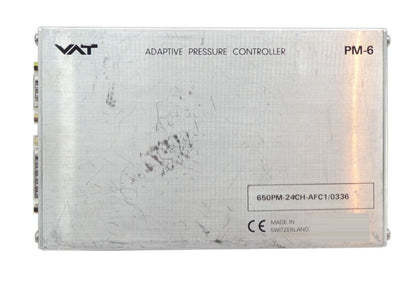 VAT ADAPTIVE PRESSURE CONTROLLER PM-6
650PM-24CH-AFC1/0336
CE MADE IN
SWITZERLAND